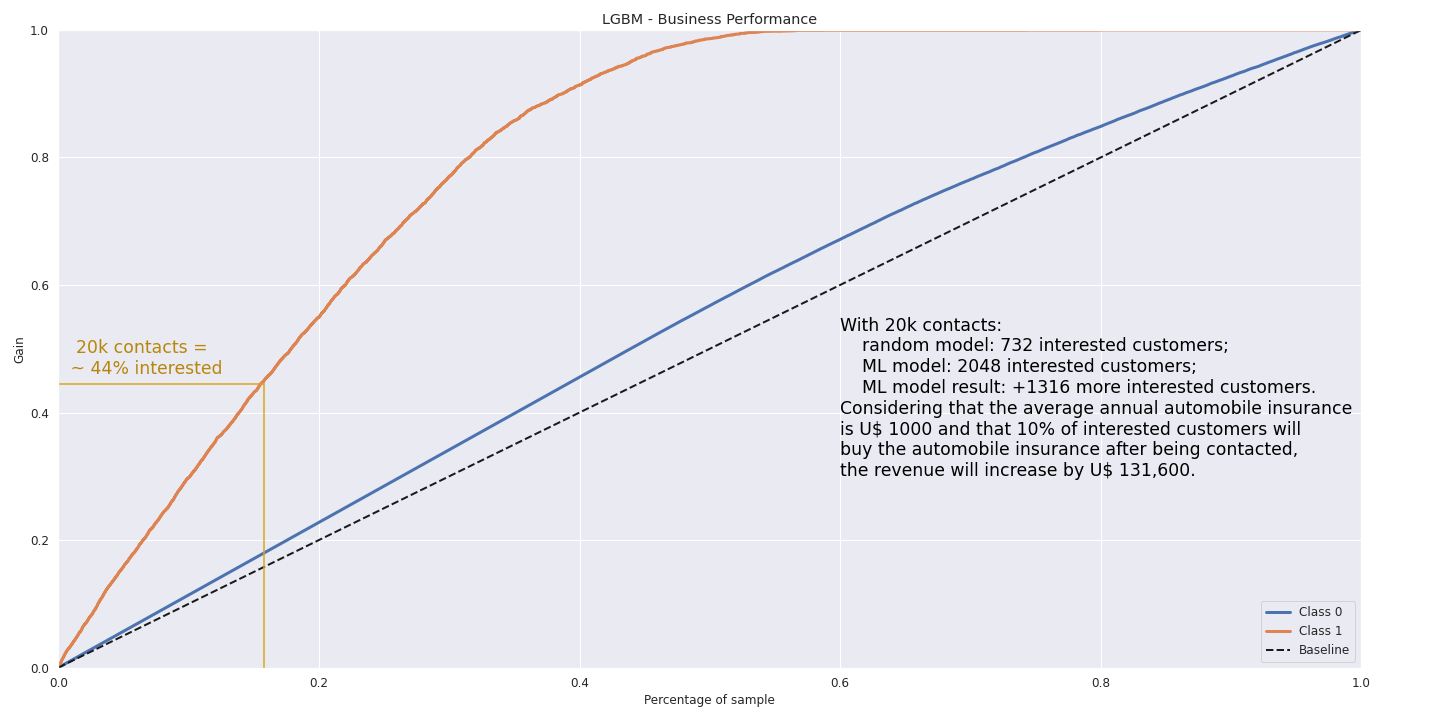 LGBM - Business Performance
1.0
0.8
0.6
0.4
0.2
0.0
Gain
20k contacts =
~ 44% interested
With 20k contacts:
random model: 732 interested customers;
ML model: 2048 interested customers;
ML model result: +1316 more interested customers.
Considering that the average annual automobile insurance
is U$ 1000 and that 10% of interested customers will
buy the automobile insurance after being contacted,
the revenue will increase by U$ 131,600.
Class 0
Class 1
Baseline
0.0 0.2 0.4 0.6 0.8 1.0
Percentage of sample